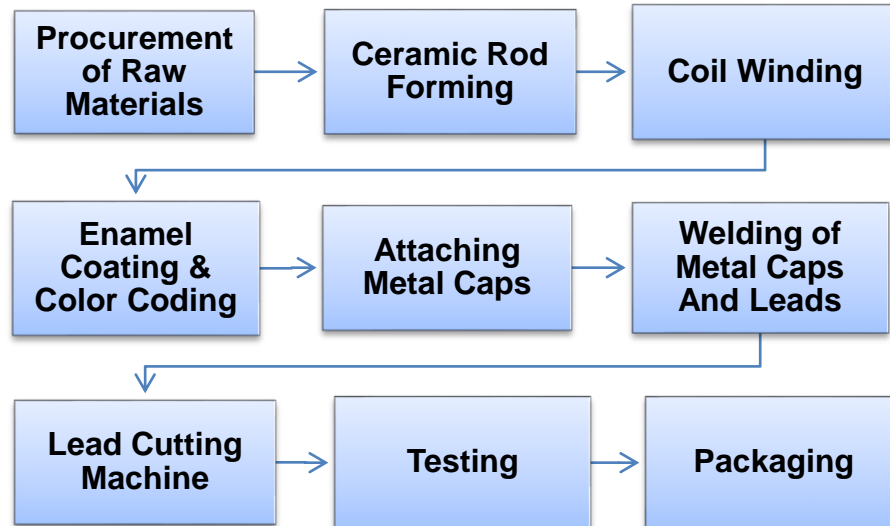 Procurement
of Raw
Materials
Ceramic Rod
Forming
Coil Winding
Enamel
Coating &
Color Coding
Attaching
Metal Caps
Welding of
Metal Caps
And Leads
Lead Cutting
Machine
Testing
Packaging